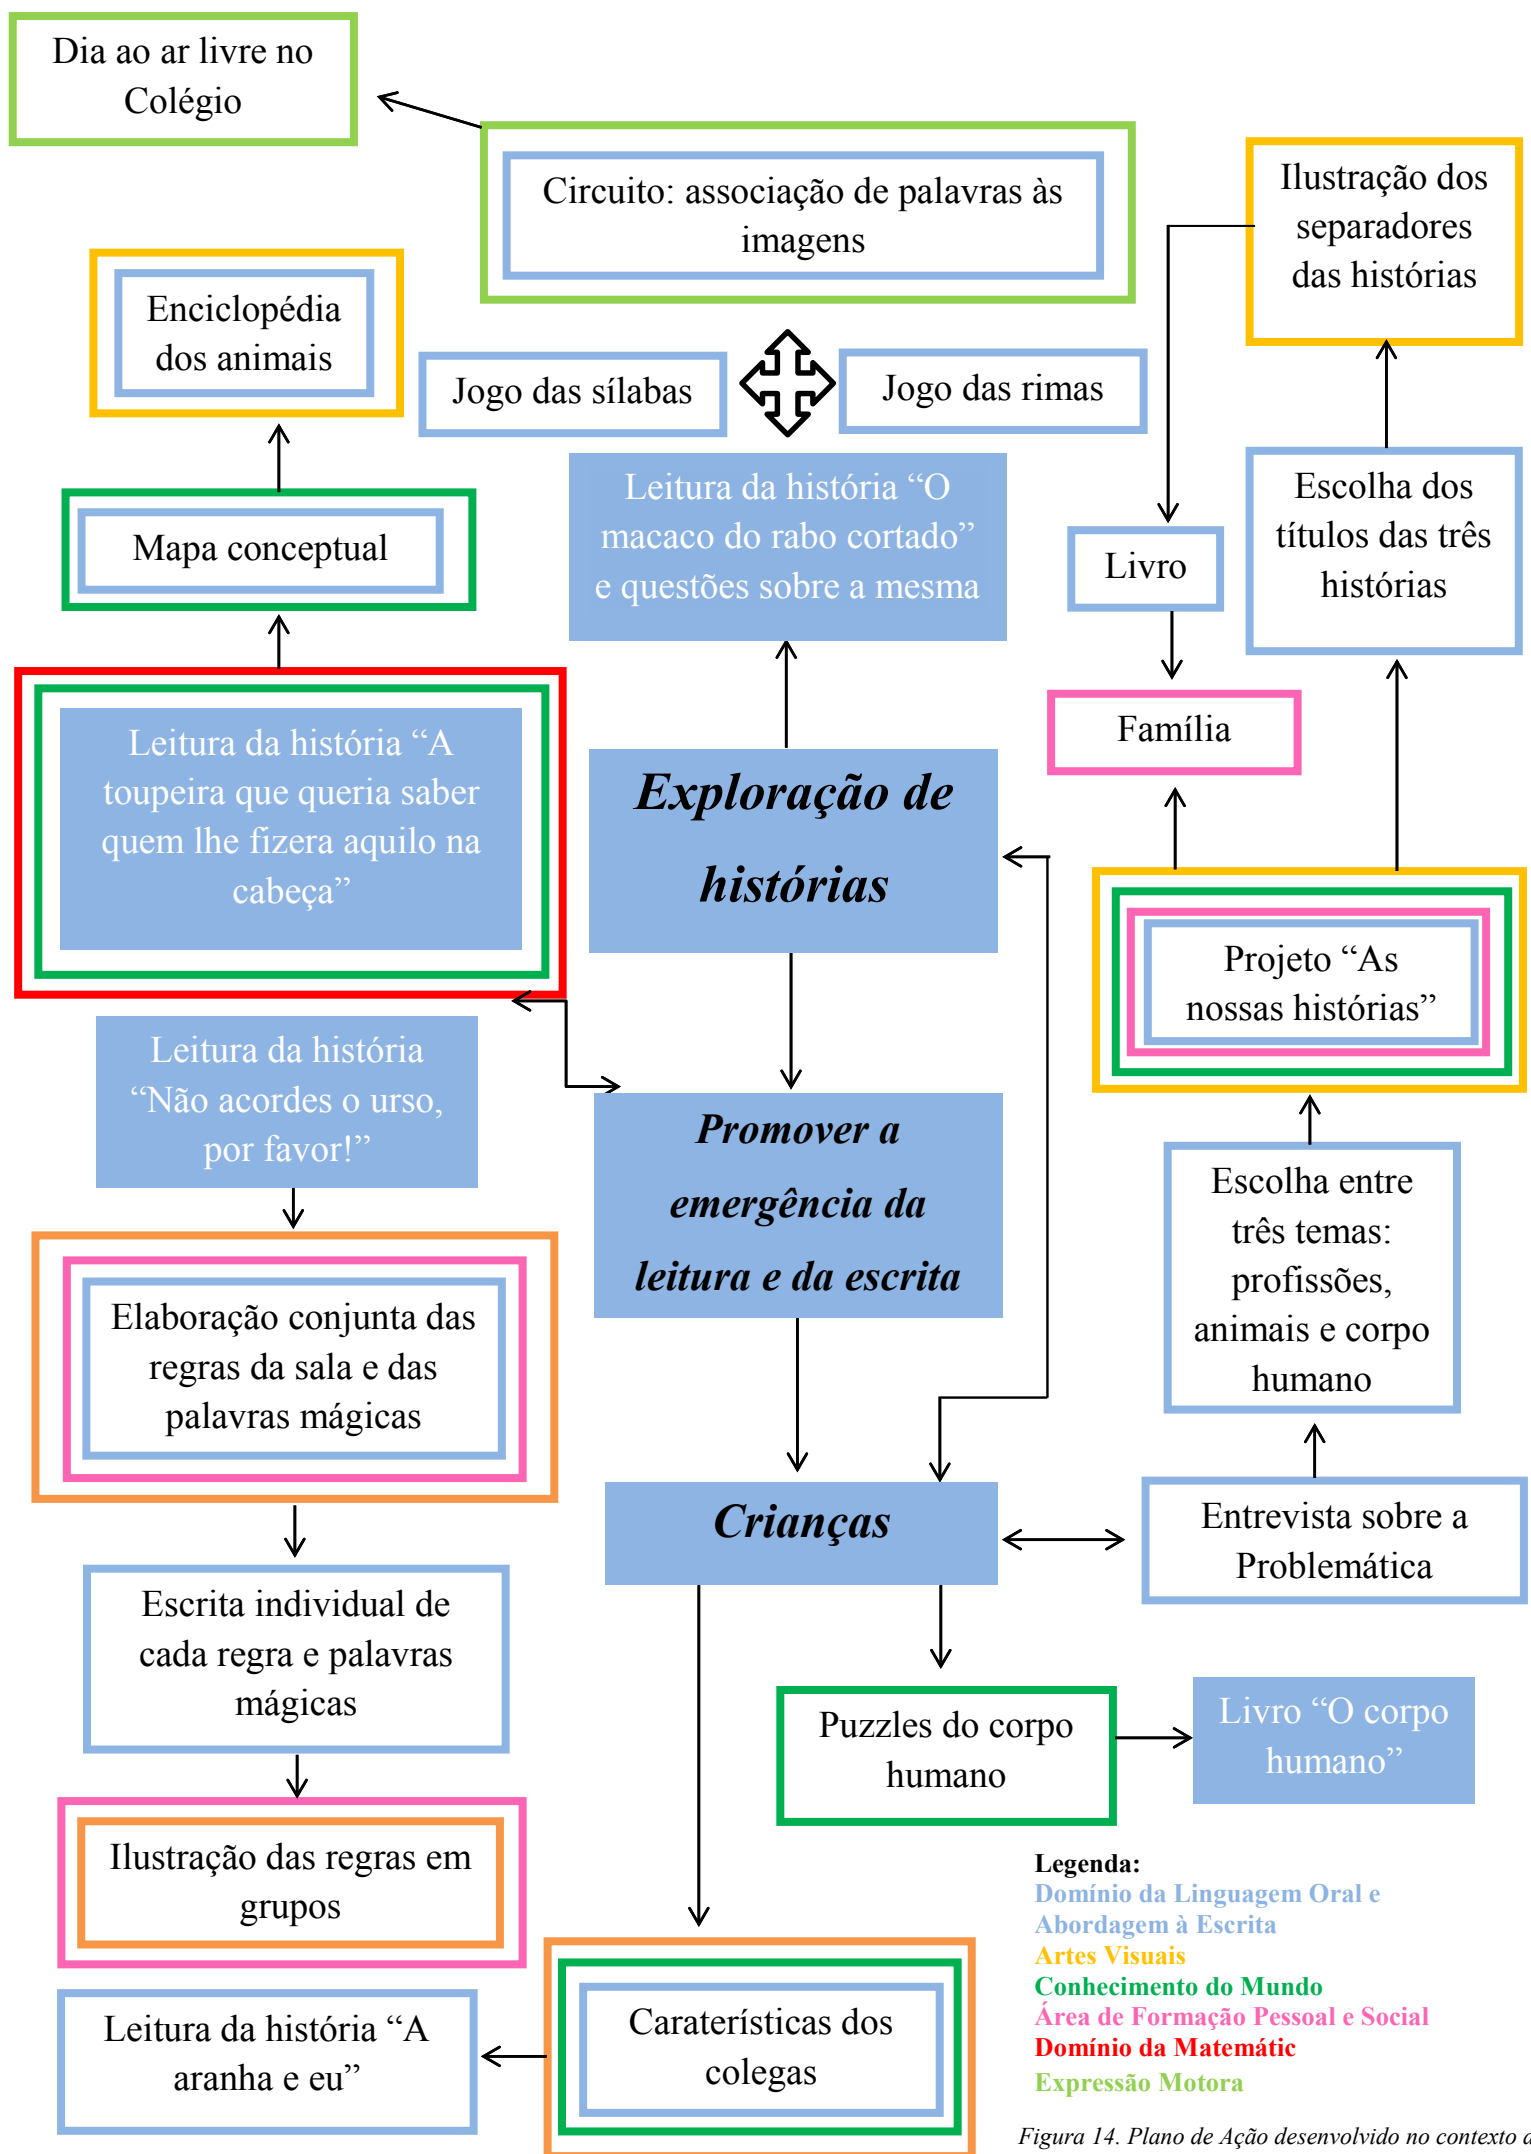 Dia ao ar livre no
Colégio
Circuito: associação de palavras às
imagens
Ilustração dos
separadores
das histórias
Enciclopédia
dos animais
Jogo das sílabas
Jogo das rimas
Mapa conceptual
Leitura da história “O
macaco do rabo cortado”
e questões sobre a mesma
Livro
Escolha dos
títulos das três
histórias
Família
Leitura da história “A
toupeira que queria saber
quem lhe fizera aquilo na
cabeça”
Exploração de
histórias
Projeto “As
nossas histórias”
Leitura da história
“Não acordes o urso,
por favor!”
Promover a
emergência da
leitura e da escrita
Escolha entre
três temas:
profissões,
animais e corpo
humano
Elaboração conjunta das
regras da sala e das
palavras mágicas
Crianças
Entrevista sobre a
Problemática
Escrita individual de
cada regra e palavras
mágicas
Puzzles do corpo
humano
Livro “O corpo
humano”
Ilustração das regras em
grupos
Leitura da história “A
aranha e eu”
Caraterísticas dos
colegas
Legenda:
Domínio da Linguagem Oral e
Abordagem à Escrita
Artes Visuais
Conhecimento do Mundo
Área de Formação Pessoal e Social
Domínio da Matemátic
Expressão Motora
Figura 14. Plano de Ação desenvolvido no contexto